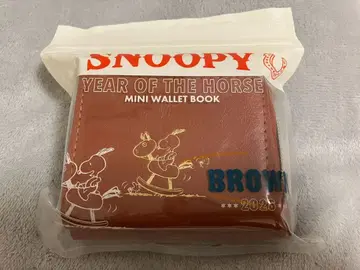 SNOOPY
YEAR OF THE HORSE
MINI WALLET BOOK
BROW